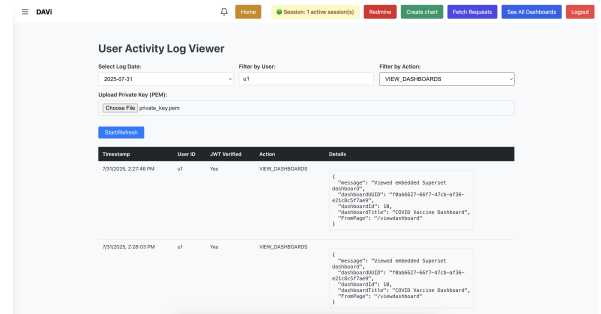 DAVi
Home
Session: 1 active session(s)
Redmine
Create chart
Fetch Requests
See All Dashboards
Logout
User Activity Log Viewer
Select Log Date:
Filter by User:
Filter by Action:
2025-07-31
u1
VIEW_DASHBOARDS
Upload Private Key (PEM):
Choose File private_key.pem
Start/Refresh
Timestamp User ID JWT Verified Action Details
7/31/2025, 2:27:46 PM u1 Yes VIEW_DASHBOARDS
{
"message": "Viewed embedded Superset
dashboard",
"dashboardUUID": "f0ab6627-66f7-47cb-af36-
e21c8c5f7ae9",
"dashboardId": 10,
"dashboardTitle": "COVID Vaccine Dashboard",
"fromPage": "/viewdashboard"
}
7/31/2025, 2:28:03 PM u1 Yes VIEW_DASHBOARDS
{
"message": "Viewed embedded Superset
dashboard",
"dashboardUUID": "f0ab6627-66f7-47cb-af36-
e21c8c5f7ae9",
"dashboardId": 10,
"dashboardTitle": "COVID Vaccine Dashboard",
"fromPage": "/viewdashboard"
}